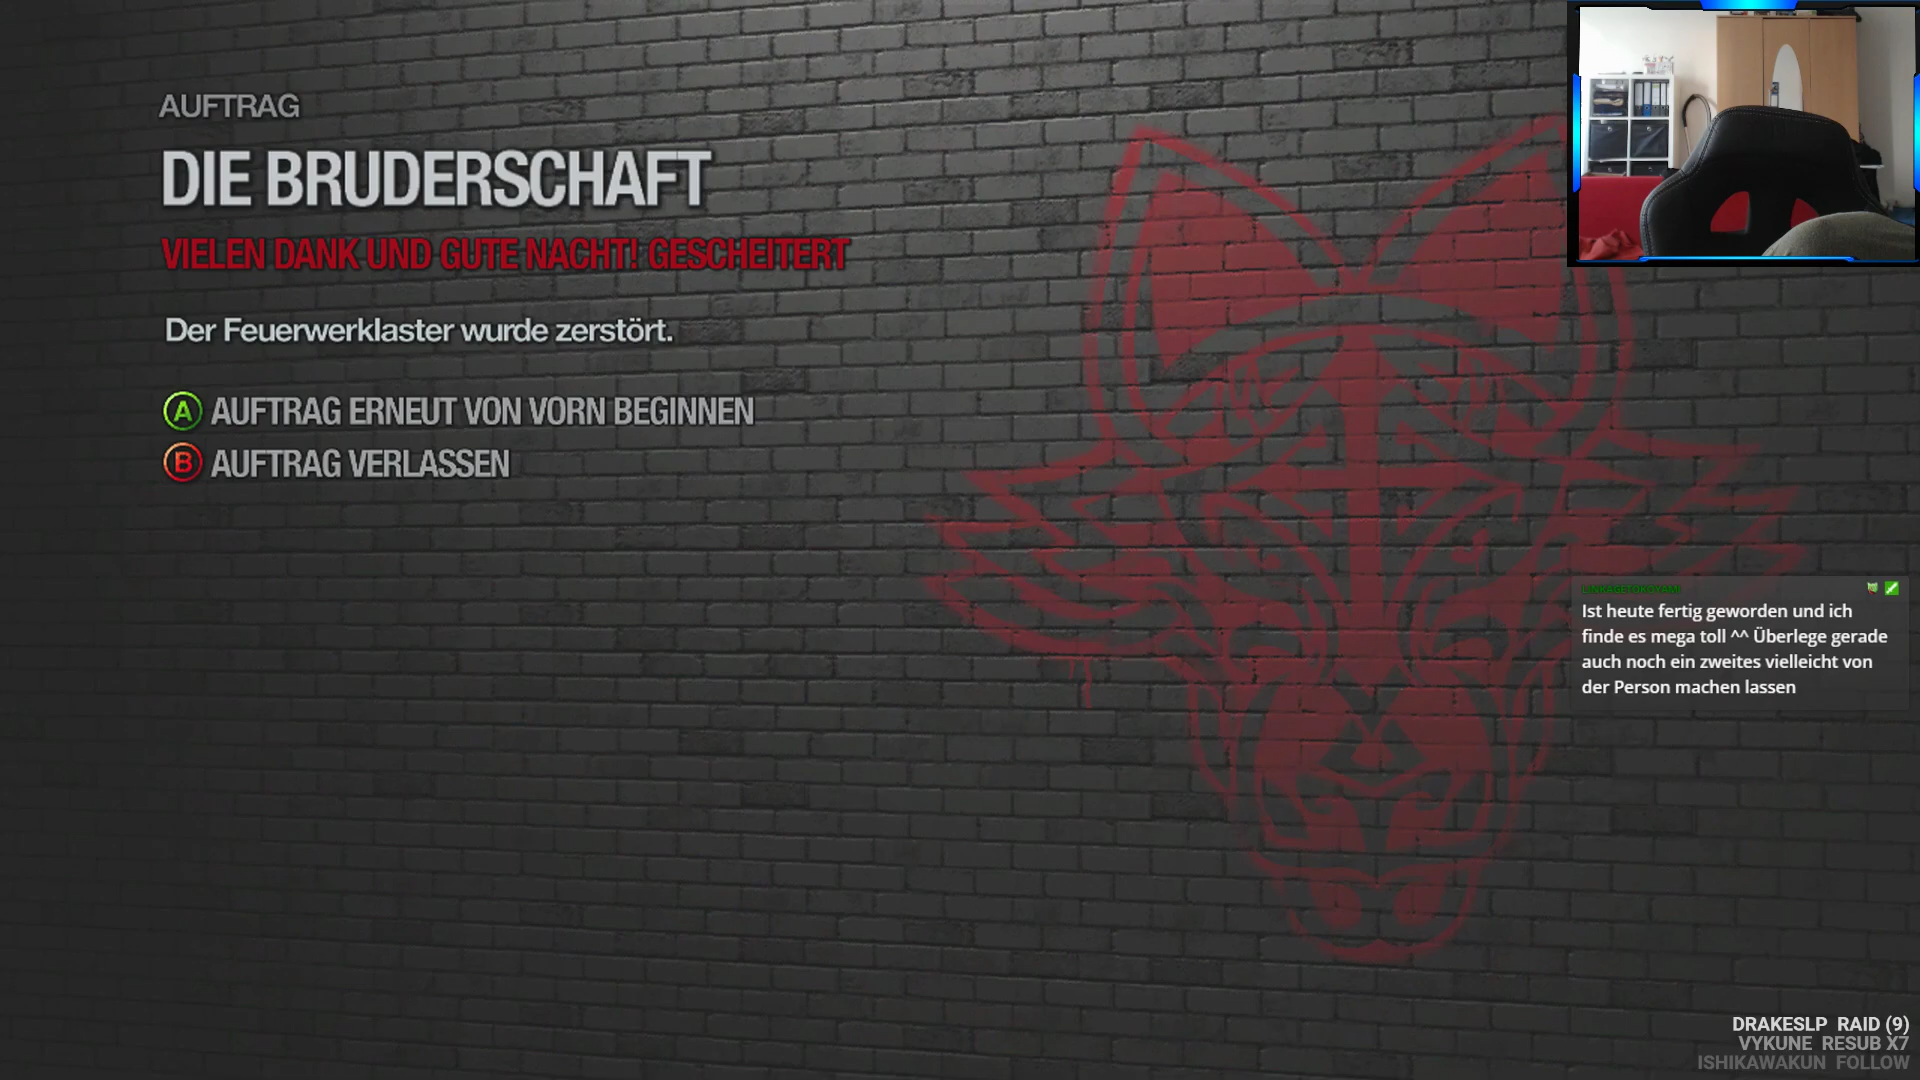 AUFTRAG
DIE BRUDERSCHAFT
VIELEN DANK UND GUTE NACHT! GESCHEITERT
Der Feuerwerklaster wurde zerstört.
A AUFTRAG ERNEUT VON VORN BEGINNEN
B AUFTRAG VERLASSEN
Ist heute fertig geworden und ich
finde es mega toll ^^ Überlege gerade
auch noch ein zweites vielleicht von
der Person machen lassen
DRAKESLP RAID (9)
VYKUNE RESUB X7
ISHIKAWAKUN FOLLOW